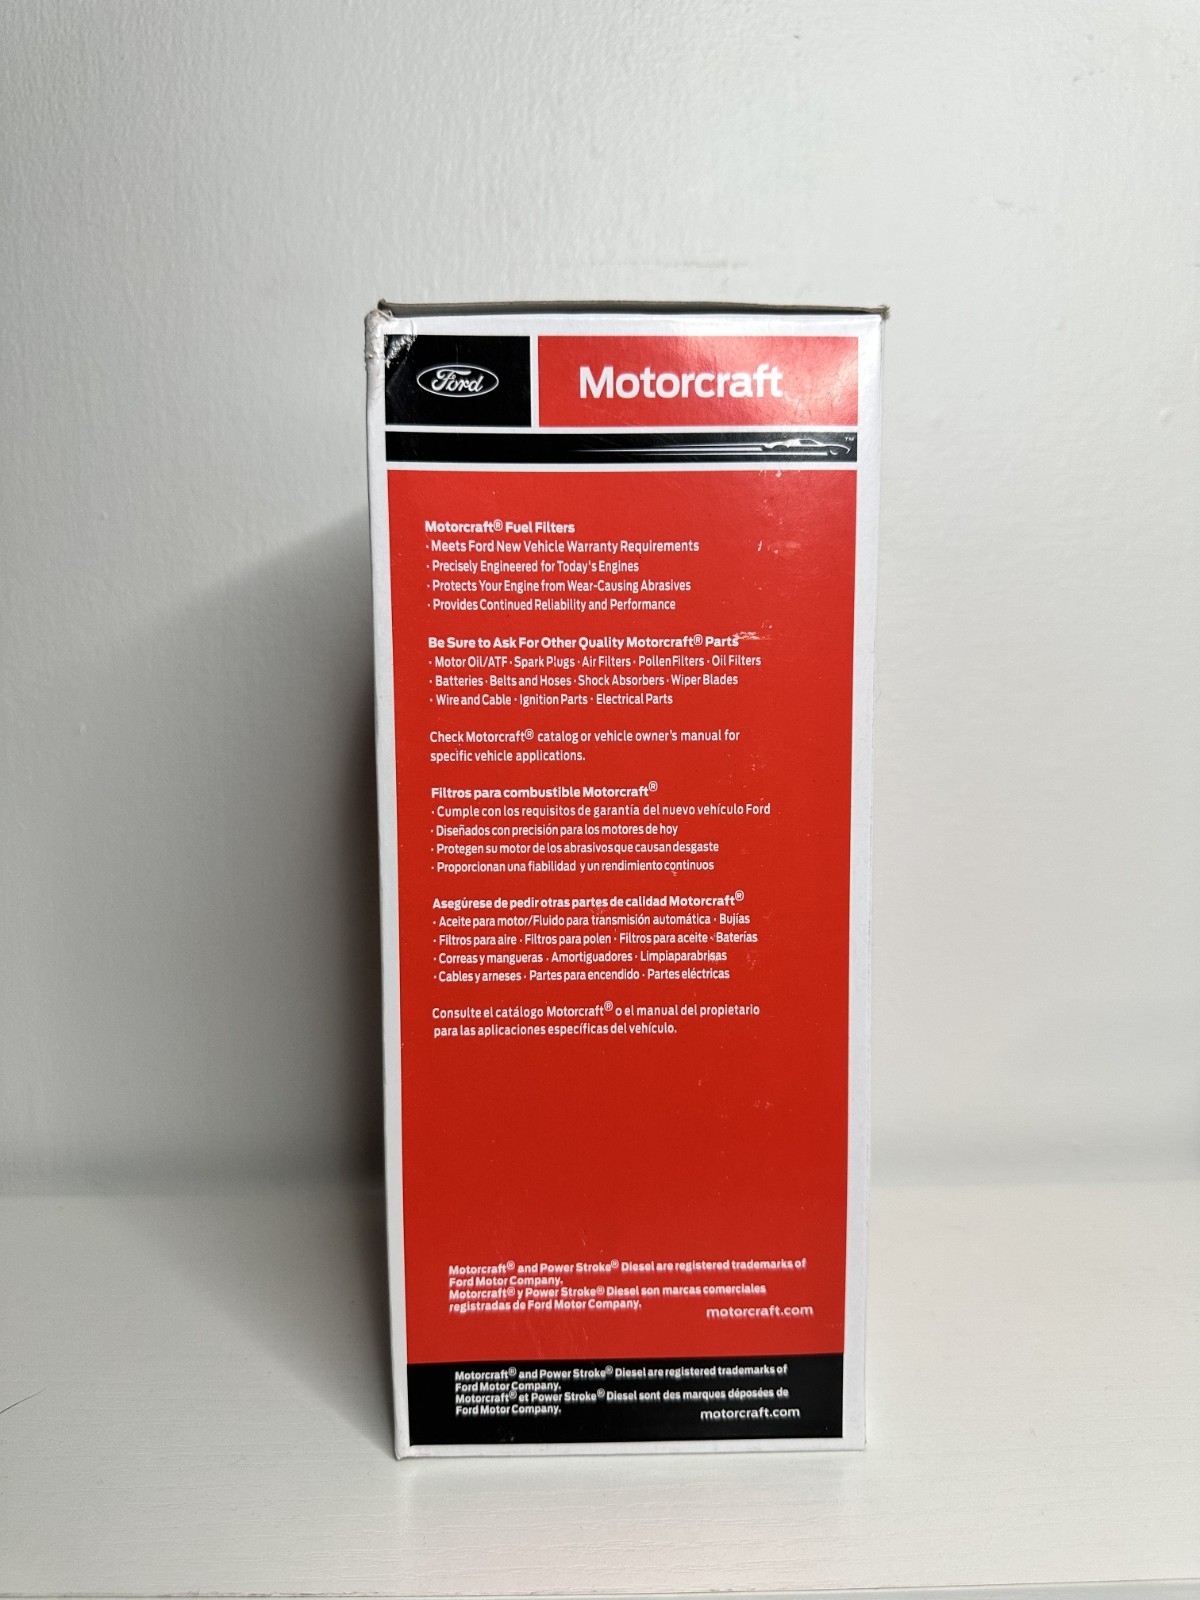 Ford
Motorcraft
TM
Motorcraft® Fuel Filters
· Meets Ford New Vehicle Warranty Requirements
· Precisely Engineered for Today's Engines
· Protects Your Engine from Wear-Causing Abrasives
· Provides Continued Reliability and Performance
Be Sure to Ask For Other Quality Motorcraft® Parts
· Motor Oil/ATF · Spark Plugs · Air Filters · Pollen Filters · Oil Filters
· Batteries · Belts and Hoses · Shock Absorbers · Wiper Blades
· Wire and Cable · Ignition Parts · Electrical Parts
Check Motorcraft® catalog or vehicle owner's manual for
specific vehicle applications.
Filtros para combustible Motorcraft®
· Cumple con los requisitos de garantía del nuevo vehículo Ford
· Diseñados con precisión para los motores de hoy
· Protegen su motor de los abrasivos que causan desgaste
· Proporcionan una fiabilidad y un rendimiento continuos
Asegúrese de pedir otras partes de calidad Motorcraft®
· Aceite para motor/Fluido para transmisión automática · Bujías
· Filtros para aire · Filtros para polen · Filtros para aceite · Baterías
· Correas y mangueras · Amortiguadores · Limpiaparabrisas
· Cables y arneses · Partes para encendido · Partes eléctricas
Consulte el catálogo Motorcraft® o el manual del propietario
para las aplicaciones específicas del vehículo.
Motorcraft® and Power Stroke® Diesel are registered trademarks of
Ford Motor Company.
Motorcraft® y Power Stroke® Diesel son marcas comerciales
registradas de Ford Motor Company.
motorcraft.com
Motorcraft® and Power Stroke® Diesel are registered trademarks of
Ford Motor Company.
Motorcraft® et Power Stroke® Diesel sont des marques déposées de
Ford Motor Company.
motorcraft.com